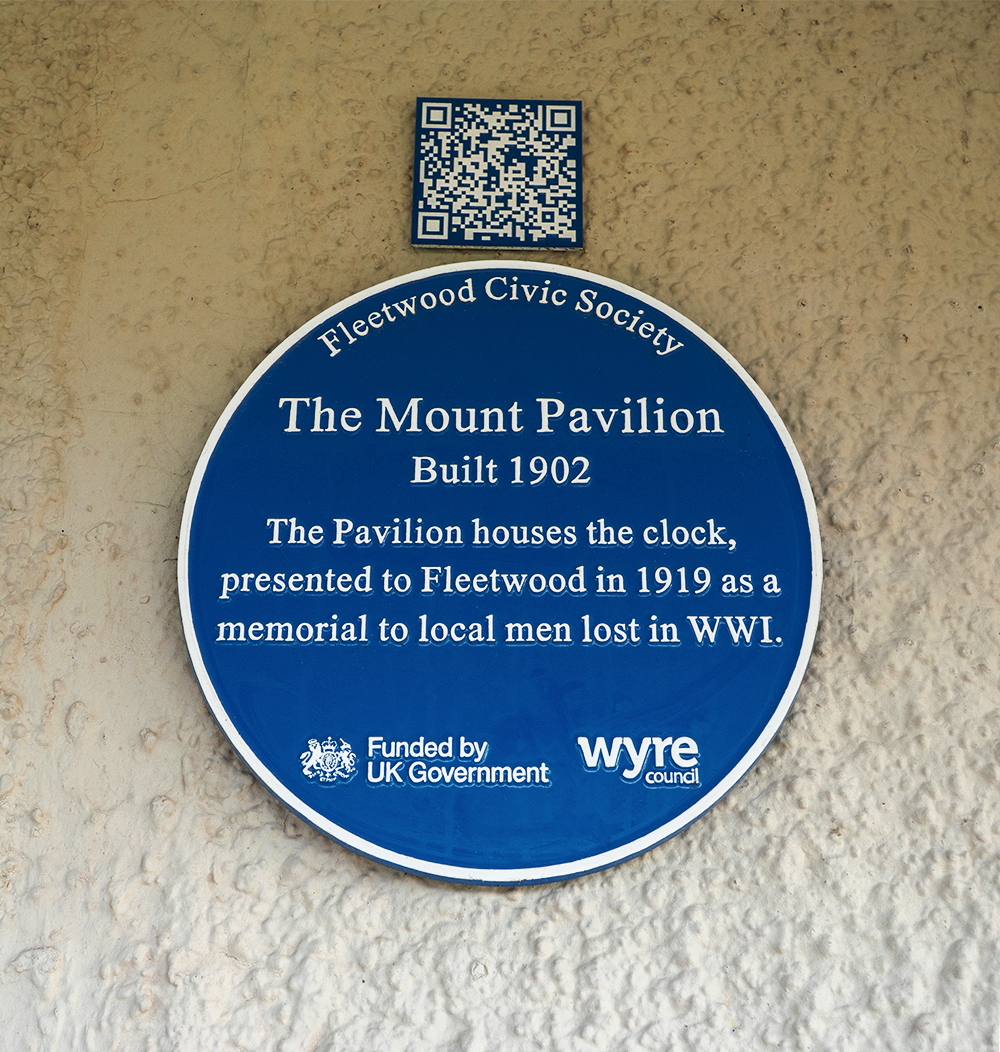 Fleetwood Civic Society
The Mount Pavilion
Built 1902
The Pavilion houses the clock,
presented to Fleetwood in 1919 as a
memorial to local men lost in WWI.
Funded by
UK Government
wyre
council